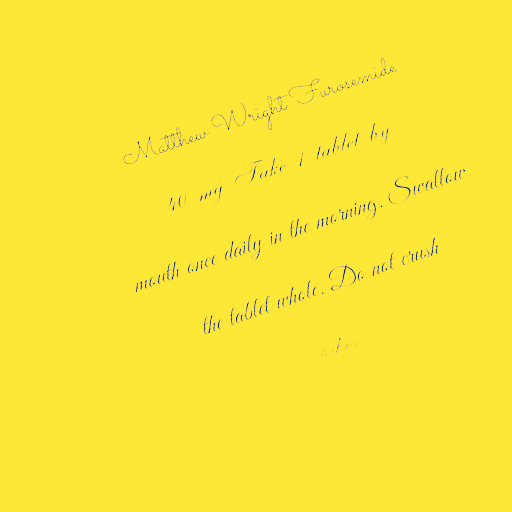 Matthew Wright Furosemide
40 mg Take 1 tablet by
mouth once daily in the morning. Swallow
the tablet whole. Do not crush